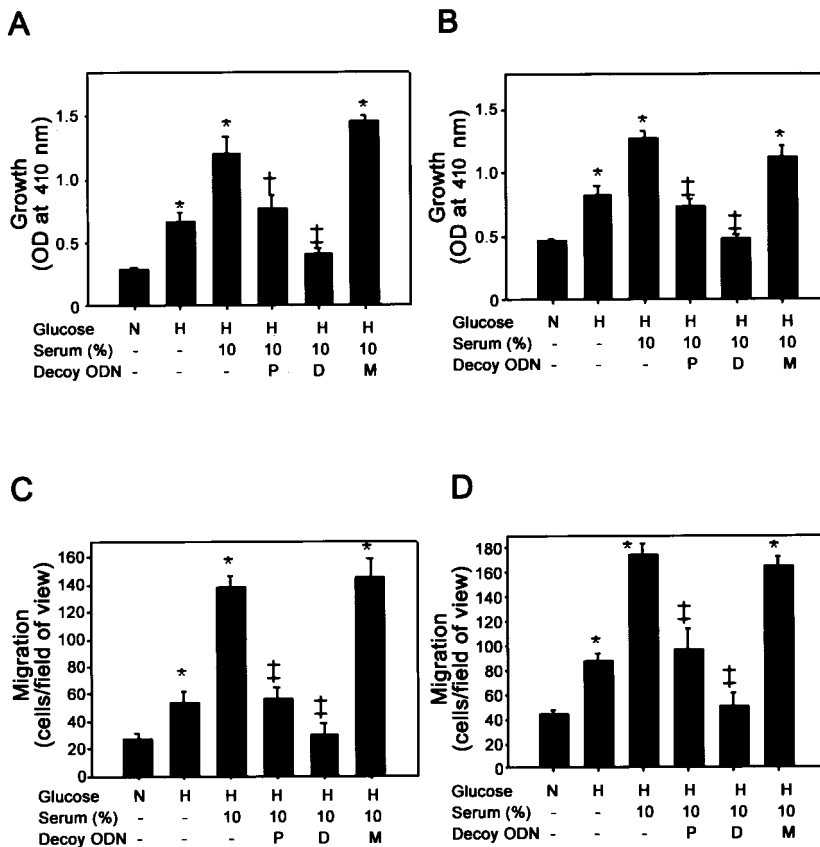 A
Growth
(OD at 410 nm)
1.5
1.0
0.5
0
* * † ‡ *
Glucose N H H H H H
Serum (%) - - 10 10 10 10
Decoy ODN - - - P D M
B
Growth
(OD at 410 nm)
1.5
1.0
0.5
0
* * ‡ ‡ *
Glucose N H H H H H
Serum (%) - - 10 10 10 10
Decoy ODN - - - P D M
C
Migration
(cells/field of view)
160
140
120
100
80
60
40
20
0
* * ‡ ‡ *
Glucose N H H H H H
Serum (%) - - 10 10 10 10
Decoy ODN - - - P D M
D
Migration
(cells/field of view)
180
160
140
120
100
80
60
40
20
0
* * ‡ ‡ *
Glucose N H H H H H
Serum (%) - - 10 10 10 10
Decoy ODN - - - P D M